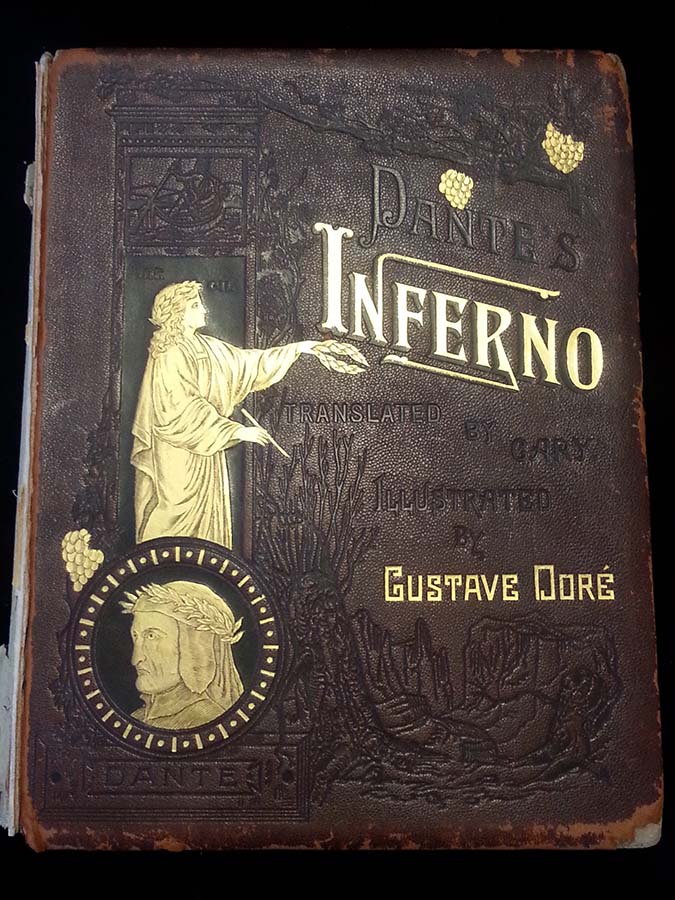 DANTE'S
INFERNO
TRANSLATED
BY
CARY
ILLUSTRATED
BY
GUSTAVE DORÉ
DANTE